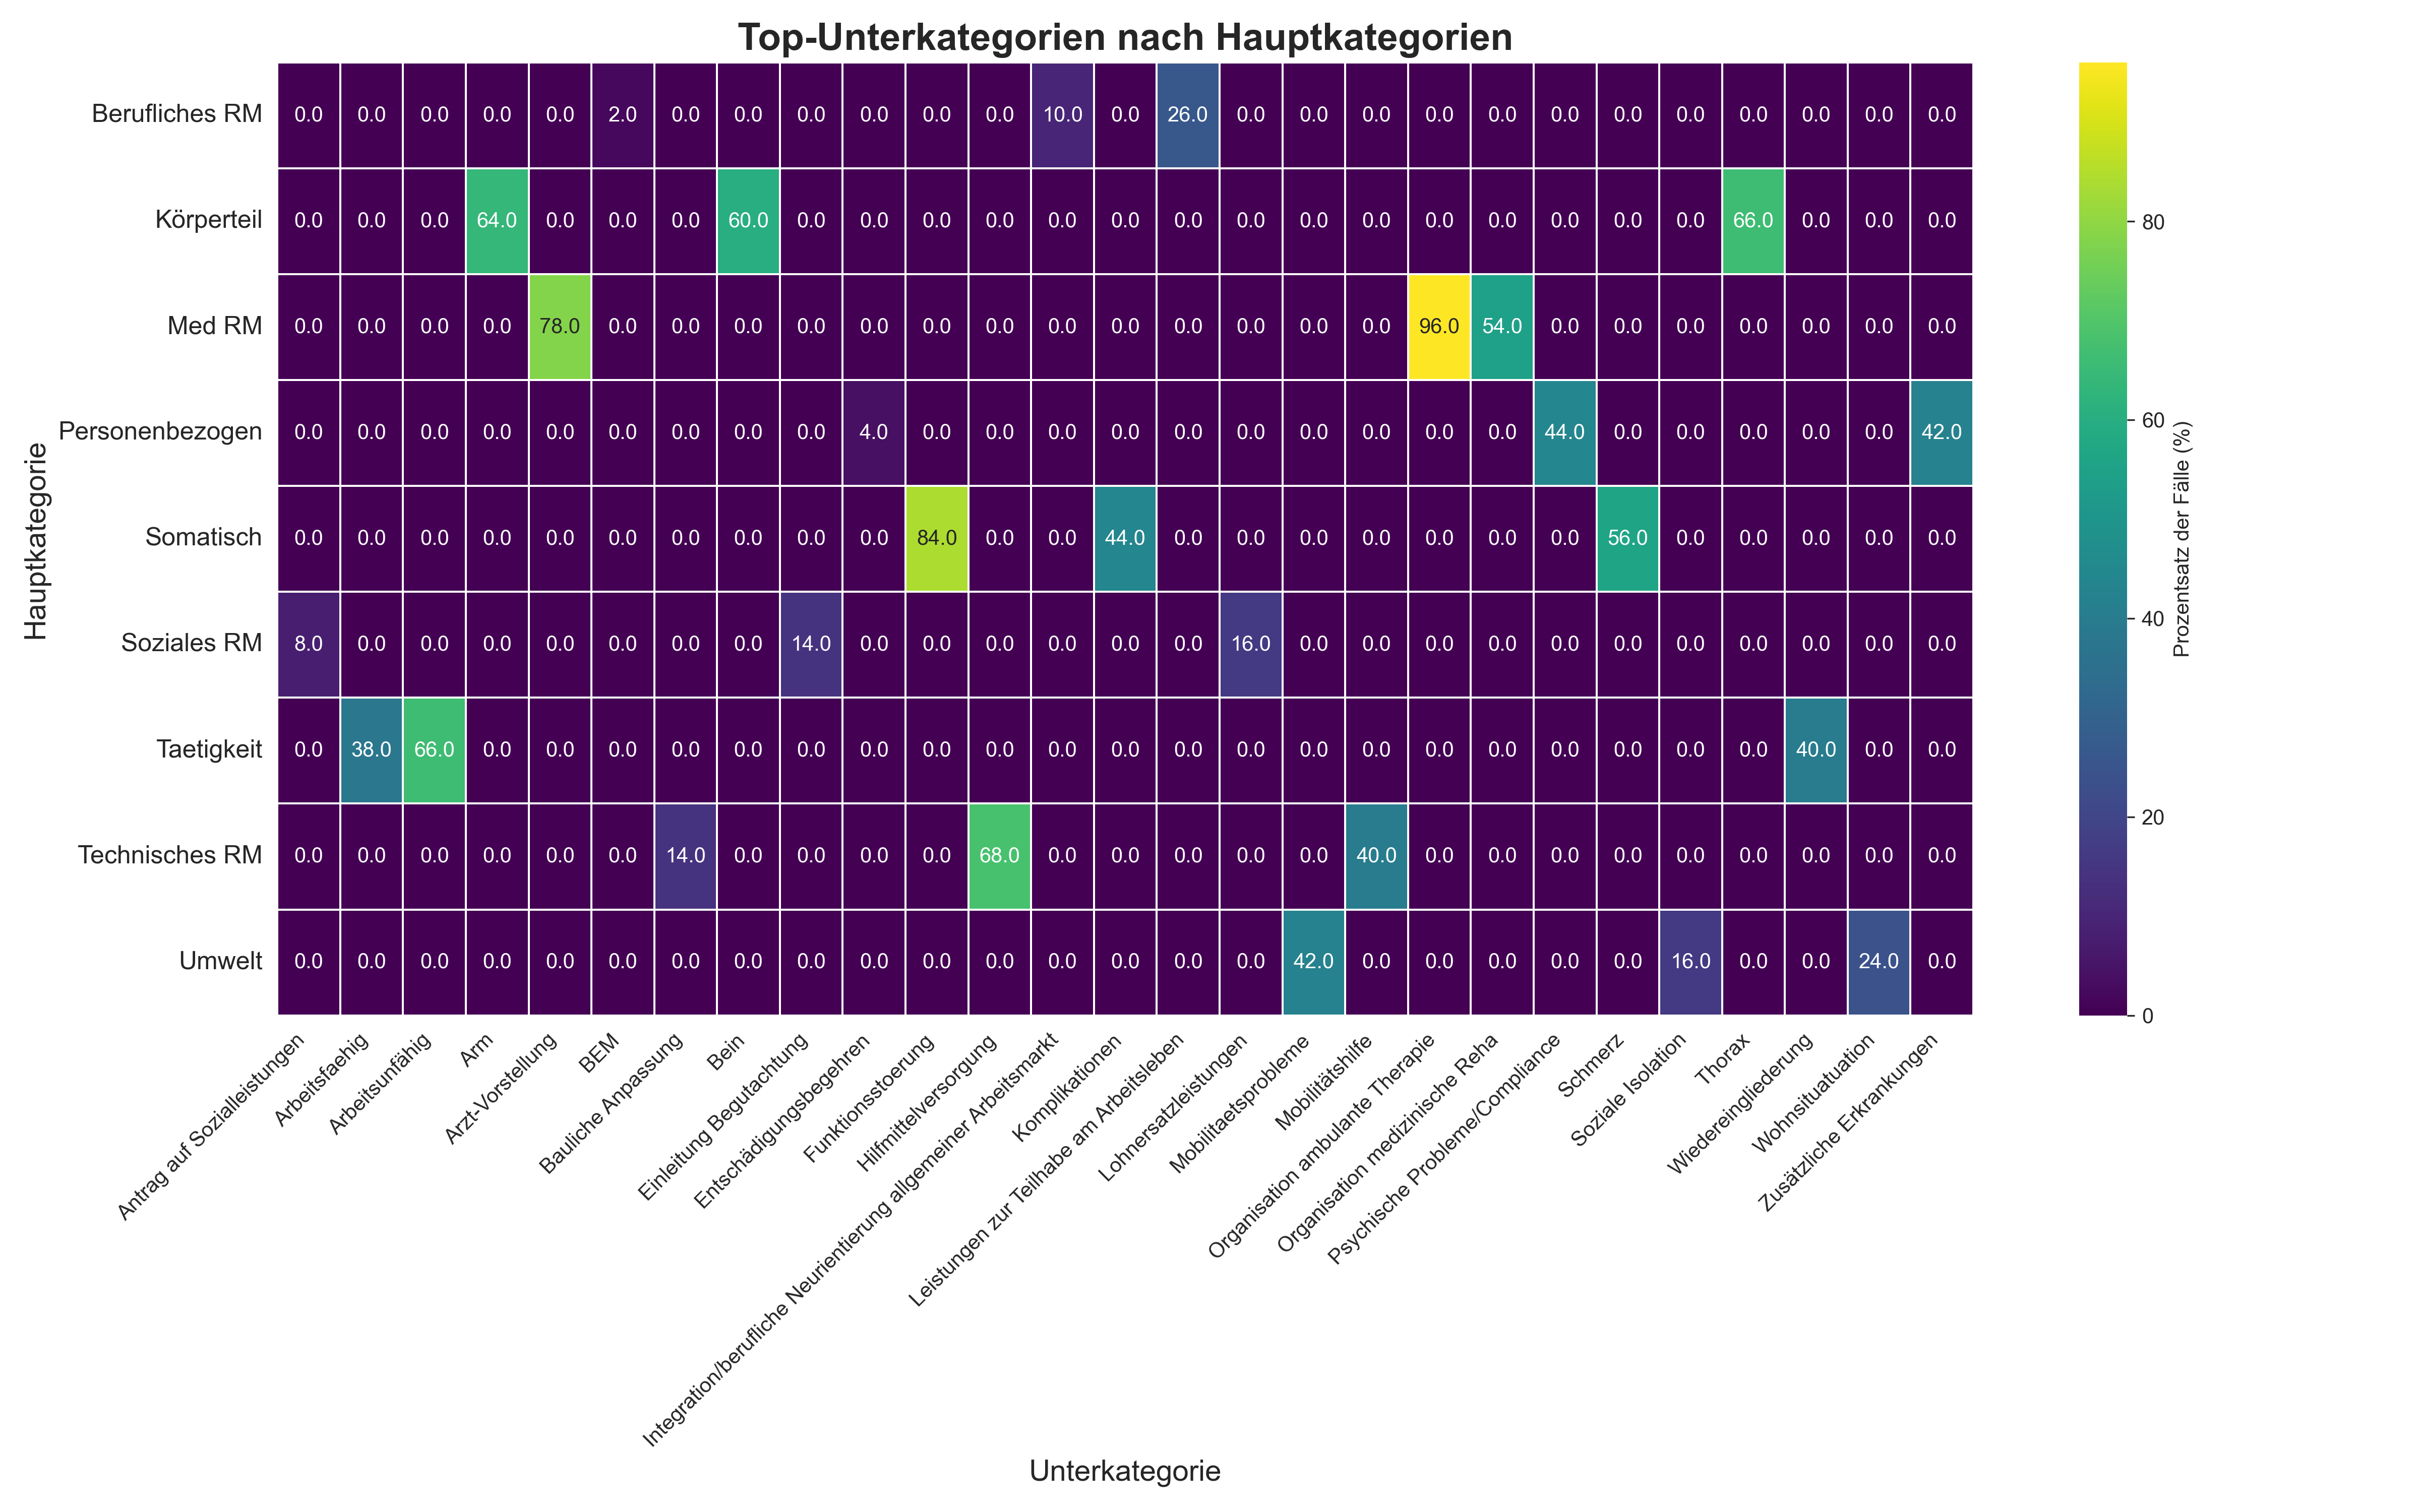 Top-Unterkategorien nach Hauptkategorien
Hauptkategorie
Berufliches RM 0.0 0.0 0.0 0.0 0.0 2.0 0.0 0.0 0.0 0.0 0.0 0.0 10.0 0.0 26.0 0.0 0.0 0.0 0.0 0.0 0.0 0.0 0.0 0.0 0.0 0.0 0.0
Körperteil 0.0 0.0 0.0 64.0 0.0 0.0 0.0 60.0 0.0 0.0 0.0 0.0 0.0 0.0 0.0 0.0 0.0 0.0 0.0 0.0 0.0 0.0 0.0 66.0 0.0 0.0 0.0
Med RM 0.0 0.0 0.0 0.0 78.0 0.0 0.0 0.0 0.0 0.0 0.0 0.0 0.0 0.0 0.0 0.0 0.0 0.0 96.0 54.0 0.0 0.0 0.0 0.0 0.0 0.0 0.0
Personenbezogen 0.0 0.0 0.0 0.0 0.0 0.0 0.0 0.0 0.0 4.0 0.0 0.0 0.0 0.0 0.0 0.0 0.0 0.0 0.0 0.0 44.0 0.0 0.0 0.0 0.0 0.0 42.0
Somatisch 0.0 0.0 0.0 0.0 0.0 0.0 0.0 0.0 0.0 0.0 84.0 0.0 0.0 44.0 0.0 0.0 0.0 0.0 0.0 0.0 0.0 56.0 0.0 0.0 0.0 0.0 0.0
Soziales RM 8.0 0.0 0.0 0.0 0.0 0.0 0.0 0.0 14.0 0.0 0.0 0.0 0.0 0.0 0.0 16.0 0.0 0.0 0.0 0.0 0.0 0.0 0.0 0.0 0.0 0.0 0.0
Taetigkeit 0.0 38.0 66.0 0.0 0.0 0.0 0.0 0.0 0.0 0.0 0.0 0.0 0.0 0.0 0.0 0.0 0.0 0.0 0.0 0.0 0.0 0.0 0.0 0.0 40.0 0.0 0.0
Technisches RM 0.0 0.0 0.0 0.0 0.0 0.0 14.0 0.0 0.0 0.0 0.0 68.0 0.0 0.0 0.0 0.0 0.0 40.0 0.0 0.0 0.0 0.0 0.0 0.0 0.0 0.0 0.0
Umwelt 0.0 0.0 0.0 0.0 0.0 0.0 0.0 0.0 0.0 0.0 0.0 0.0 0.0 0.0 0.0 0.0 42.0 0.0 0.0 0.0 0.0 0.0 16.0 0.0 0.0 24.0 0.0
Antrag auf Sozialleistungen
Arbeitsfaehig
Arbeitsunfähig
Arm
Arzt-Vorstellung
BEM
Bauliche Anpassung
Bein
Einleitung Begutachtung
Entschädigungsbegehren
Funktionsstoerung
Hilfmittelversorgung
Integration/berufliche Neurientierung allgemeiner Arbeitsmarkt
Komplikationen
Leistungen zur Teilhabe am Arbeitsleben
Lohnersatzleistungen
Mobilitaetsprobleme
Mobilitätshilfe
Organisation ambulante Therapie
Organisation medizinische Reha
Psychische Probleme/Compliance
Schmerz
Soziale Isolation
Thorax
Wiedereingliederung
Wohnsituatuation
Zusätzliche Erkrankungen
Unterkategorie
80
60
40
20
0
Prozentsatz der Fälle (%)